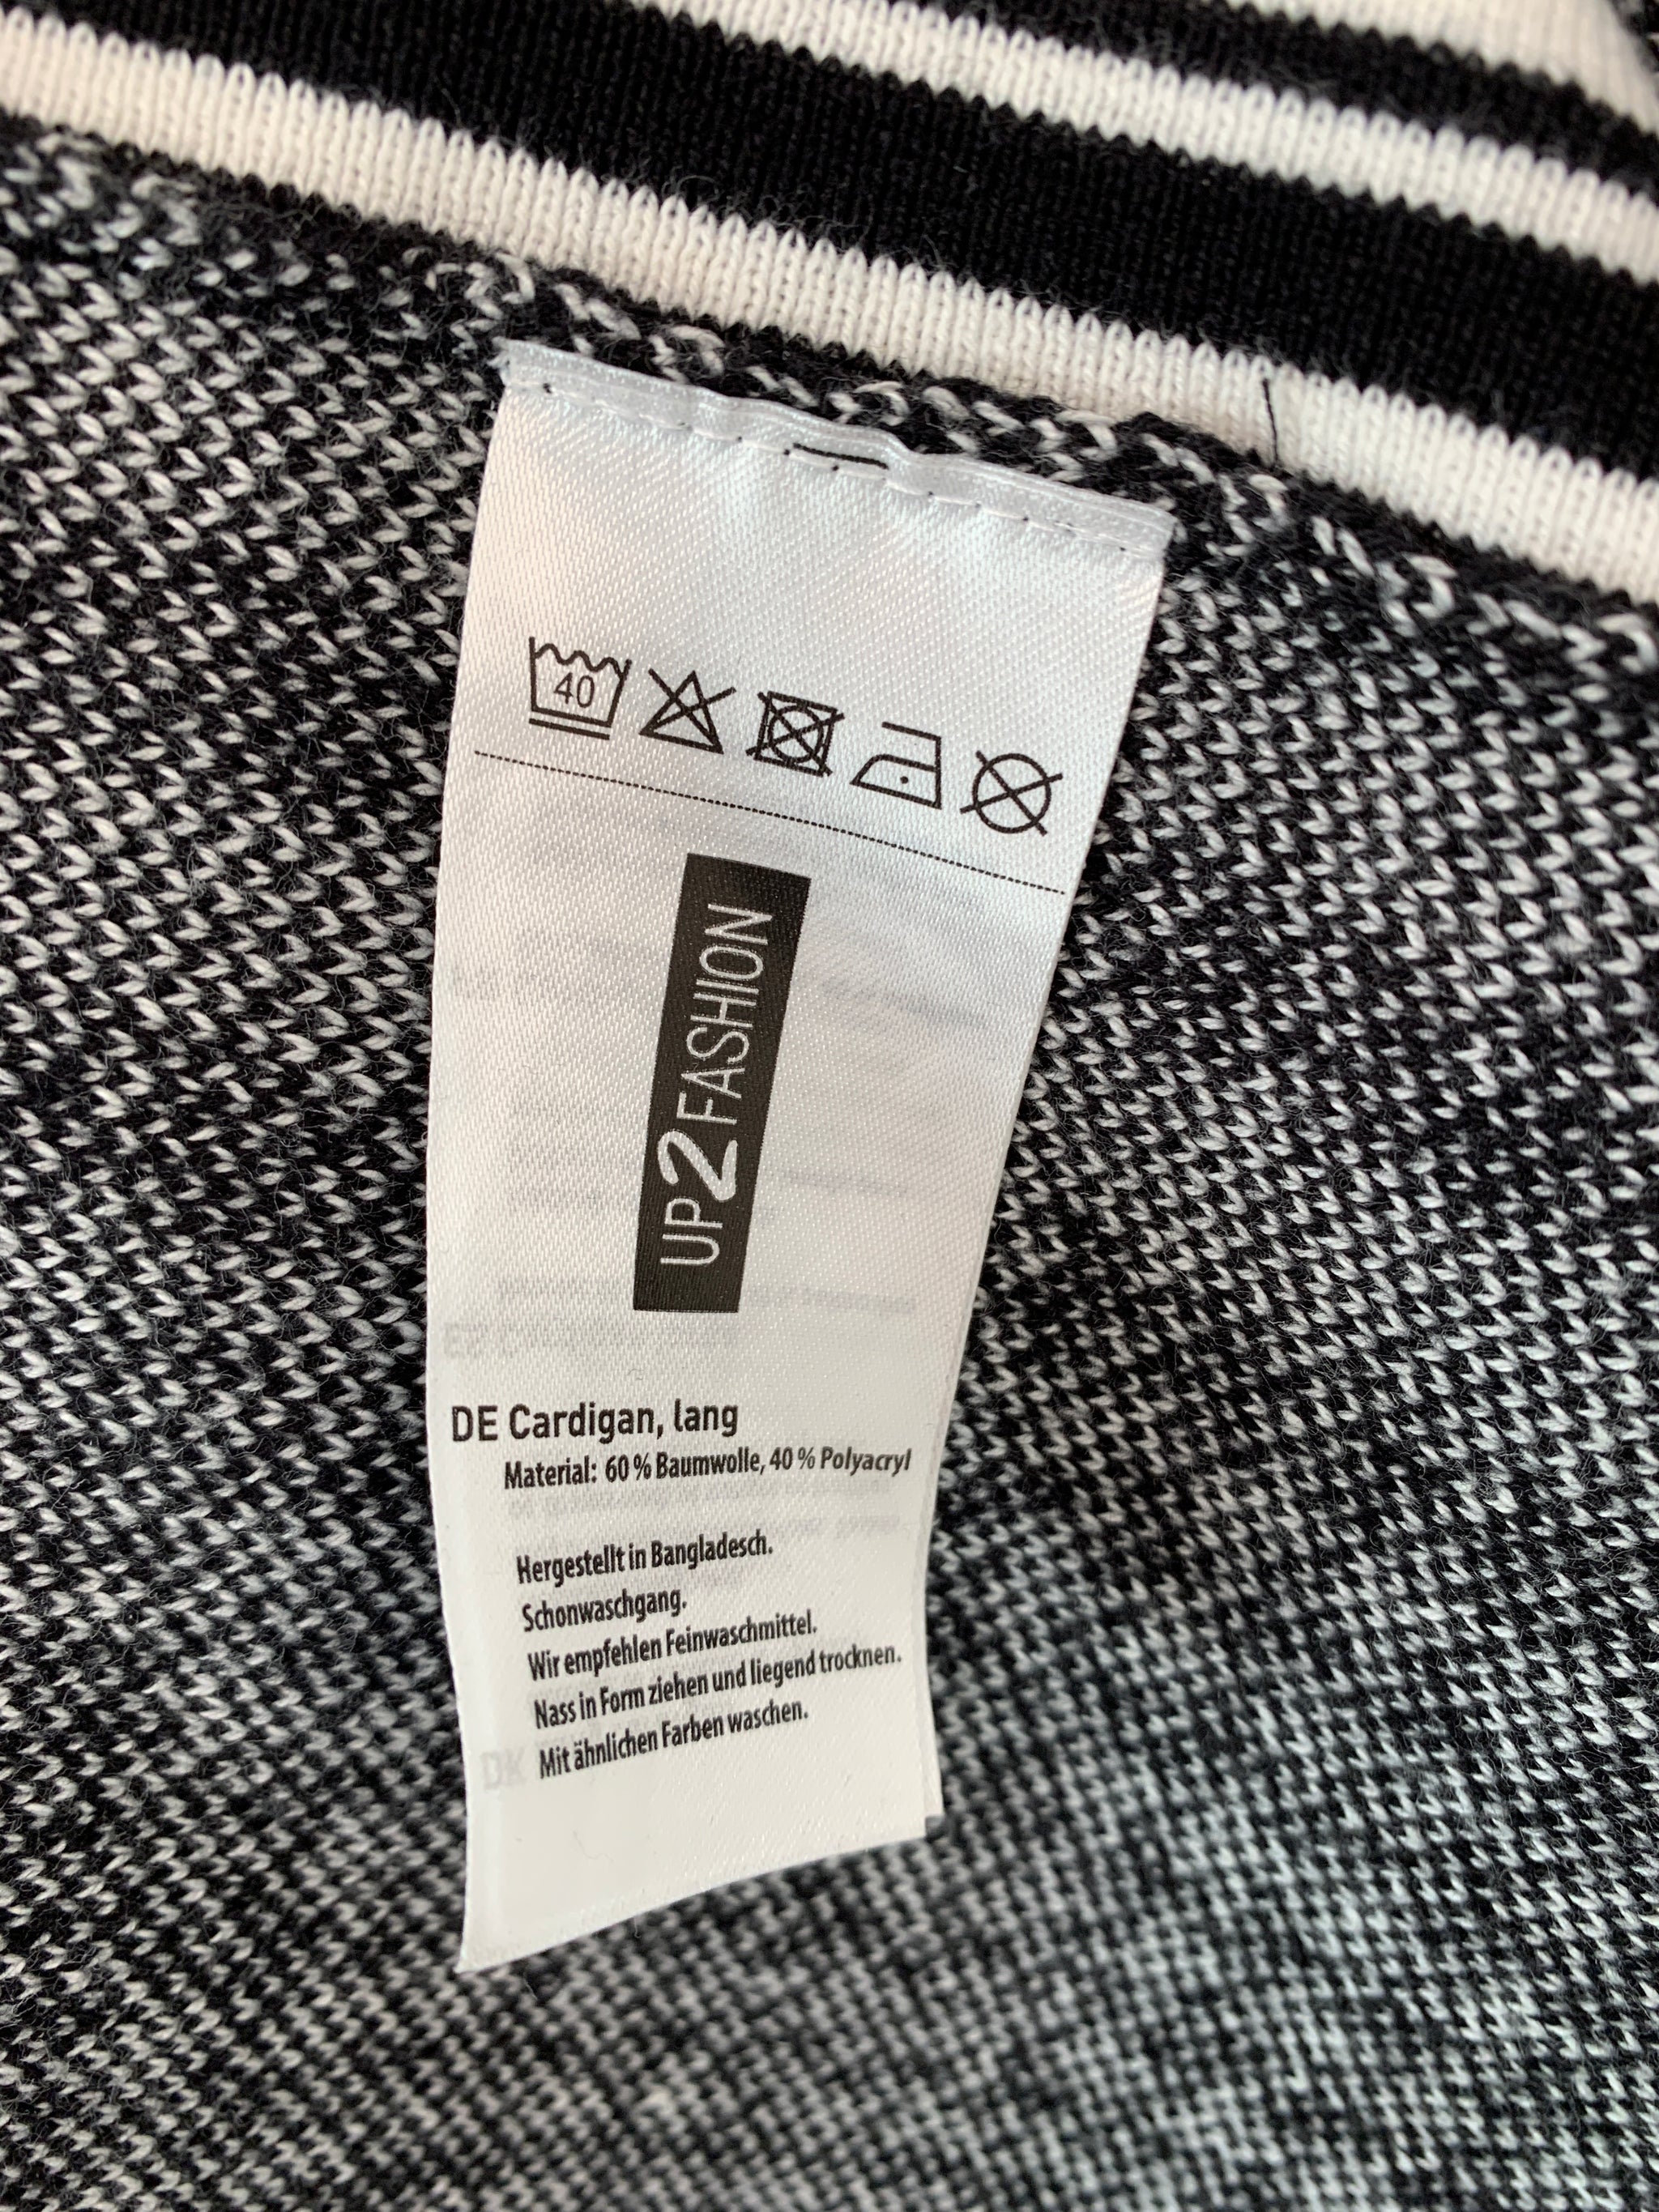 40
UP2FASHION
DE Cardigan, lang
Material: 60 % Baumwolle, 40 % Polyacryl
Hergestellt in Bangladesch.
Schonwaschgang.
Wir empfehlen Feinwaschmittel.
Nass in Form ziehen und liegend trocknen.
Mit ähnlichen Farben waschen.